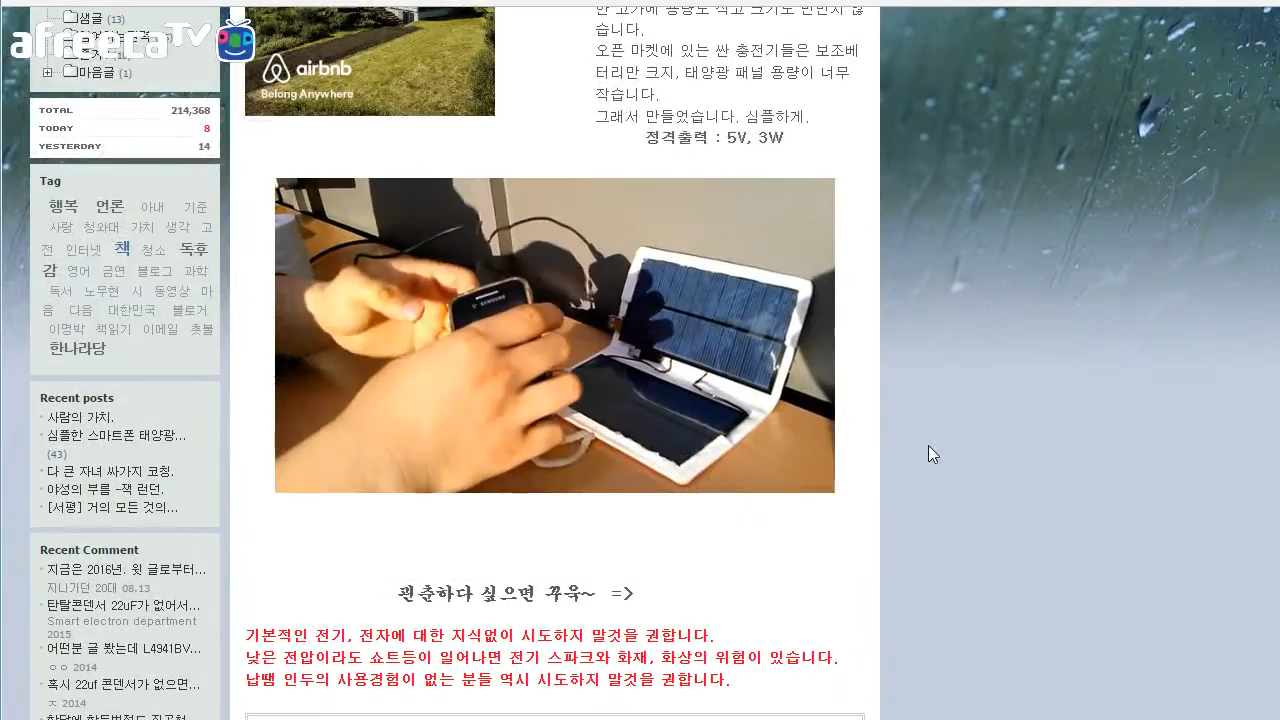 샘플 (13)
afreecaTV
마음글 (1)
TOTAL 214,368
TODAY 8
YESTERDAY 14
Tag
행복 언론 아내 기준
사랑 청와대 가치 생각 고
전 인터넷 책 청소 독후
감 영어 금연 블로그 과학
독서 노무현 시 동영상 마
음 다음 대한민국 블로거
이명박 책읽기 이메일 촛불
한나라당
Recent posts
사람의 가치.
심플한 스마트폰 태양광...
(43)
다 큰 자녀 싸가지 코칭.
야성의 부름 -잭 런던.
[서평] 거의 모든 것의...
Recent Comment
지금은 2016년. 윗 글로부터...
지나가던 20대 08.13
탄탈콘덴서 22uF가 없어서...
Smart electron department
2015
어떤분 글 봤는데 L4941BV...
ㅇㅇ 2014
혹시 22uf 콘덴서가 없으면...
ㅈ 2014
airbnb
Belong Anywhere
안 고가에 용량도 작고 크기도 만만치 않
습니다.
오픈 마켓에 있는 싼 충전기들은 보조베
터리만 크지, 태양광 패널 용량이 너무
작습니다.
그래서 만들었습니다. 심플하게.
정격출력 : 5V, 3W
SAMSUNG
괸춘하다 싶으면 꾸욱~ =>
기본적인 전기, 전자에 대한 지식없이 시도하지 말것을 권합니다.
낮은 전압이라도 쇼트등이 일어나면 전기 스파크와 화재, 화상의 위험이 있습니다.
납땜 인두의 사용경험이 없는 분들 역시 시도하지 말것을 권합니다.